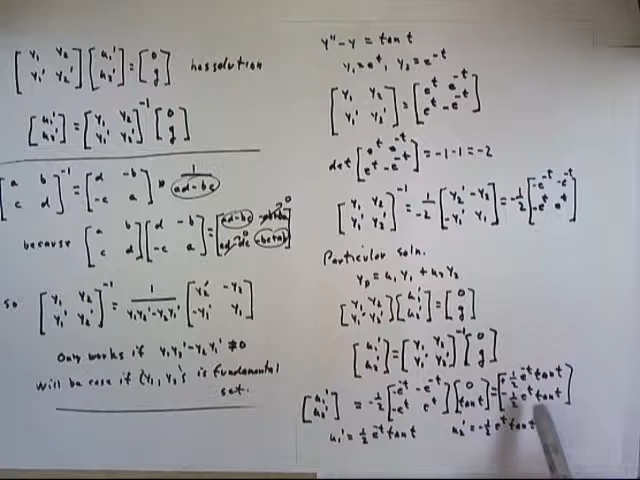 [y₁ y₂; y₁' y₂'] [u₁'; u₂'] = [0; g] has solution
[u₁'; u₂'] = [y₁ y₂; y₁' y₂']⁻¹ [0; g]
[a b; c d]⁻¹ = [d -b; -c a] * 1/(ad-bc)
because [a b; c d] [d -b; -c a] = [ad-bc 0; 0 -bc+ab]
so [y₁ y₂; y₁' y₂']⁻¹ = 1/(y₁y₂'-y₂y₁') [y₂' -y₂; -y₁' y₁]
Only works if y₁y₂'-y₂y₁' ≠ 0
will be case if {y₁, y₂} is fundamental
set.
y''-y = tan t
y₁=eᵗ, y₂=e⁻ᵗ
[y₁ y₂; y₁' y₂'] = [eᵗ e⁻ᵗ; eᵗ -e⁻ᵗ]
det [eᵗ e⁻ᵗ; eᵗ -e⁻ᵗ] = -1-1 = -2
[y₁ y₂; y₁' y₂']⁻¹ = 1/-2 [y₂' -y₂; -y₁' y₁] = -1/2 [-e⁻ᵗ -e⁻ᵗ; -eᵗ eᵗ]
Particular soln.
yₚ = u₁y₁ + u₂y₂
[y₁ y₂; y₁' y₂'] [u₁'; u₂'] = [0; g]
[u₁'; u₂'] = [y₁ y₂; y₁' y₂']⁻¹ [0; g]
[u₁'; u₂'] = -1/2 [-e⁻ᵗ -e⁻ᵗ; -eᵗ eᵗ] [0; tan t] = [+1/2 e⁻ᵗ tan t; -1/2 eᵗ tan t]
u₁' = 1/2 e⁻ᵗ tan t u₂' = -1/2 eᵗ tan t